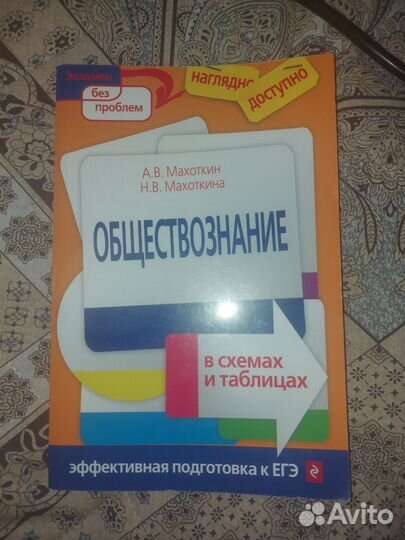 Экзамен
без
проблем
наглядно
доступно
А.В. Махоткин
Н.В. Махоткина
ОБЩЕСТВОЗНАНИЕ
в схемах
и таблицах
эффективная подготовка к ЕГЭ
Avito